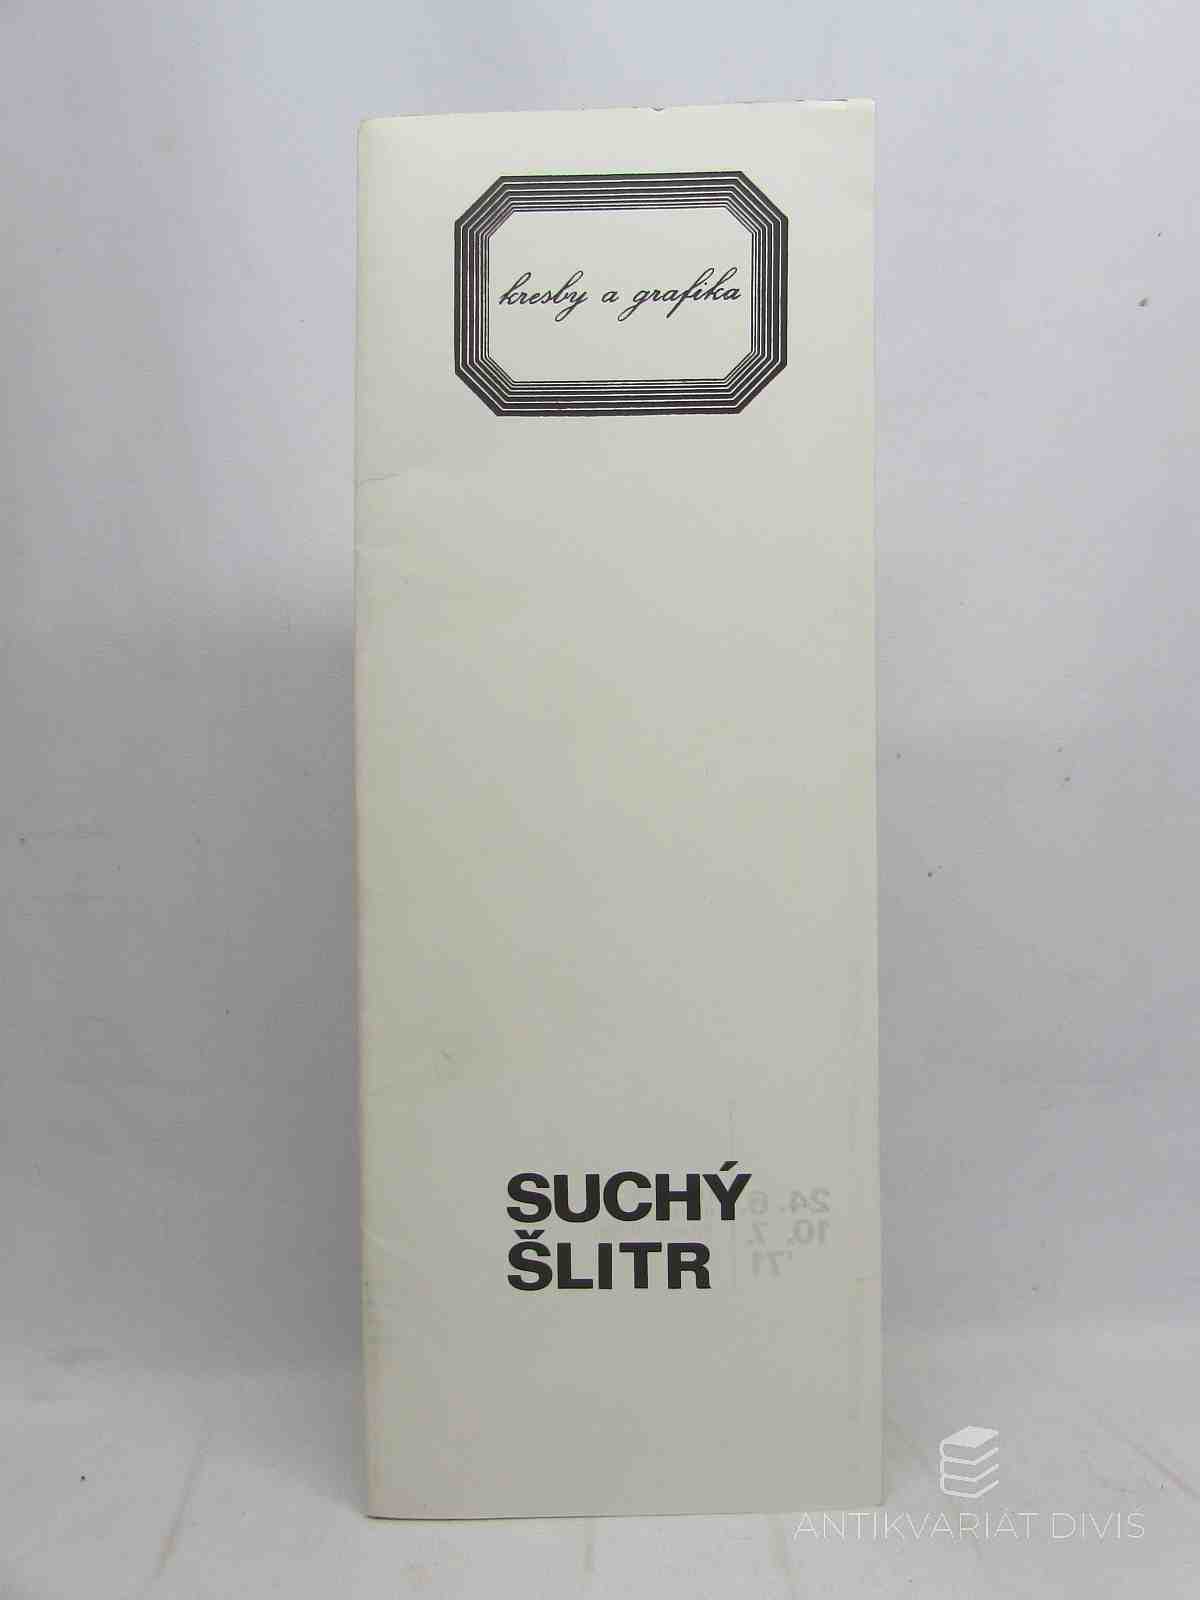 kresby a grafika
SUCHÝ
ŠLITR
24. 6.
10. 7.
'71
ANTIKVARIÁT DIVIŠ